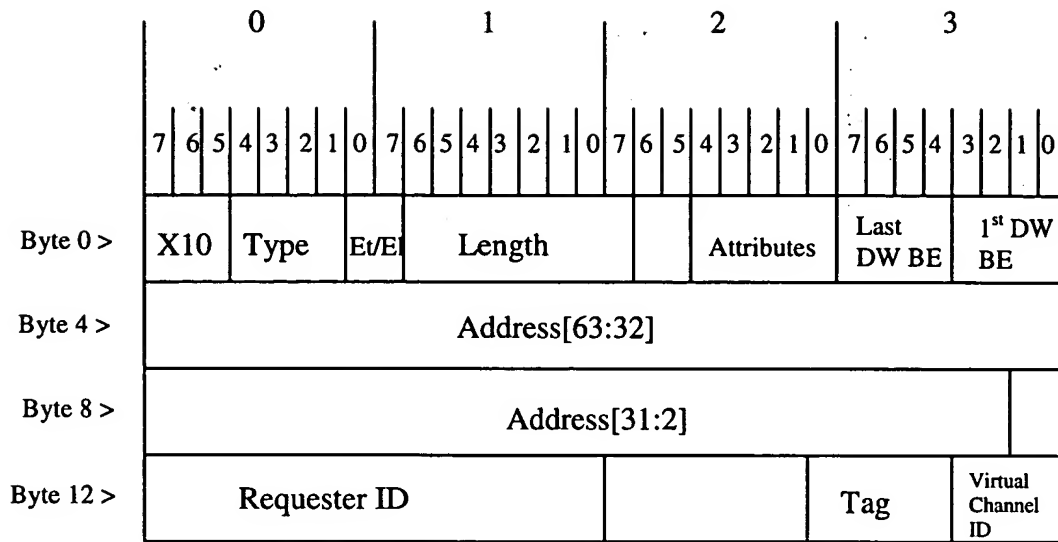 0 1 2 3
7 6 5 4 3 2 1 0 7 6 5 4 3 2 1 0 7 6 5 4 3 2 1 0 7 6 5 4 3 2 1 0
Byte 0 > X10 Type Et/El Length Attributes Last DW BE 1st DW BE
Byte 4 > Address[63:32]
Byte 8 > Address[31:2]
Byte 12 > Requester ID Tag Virtual Channel ID